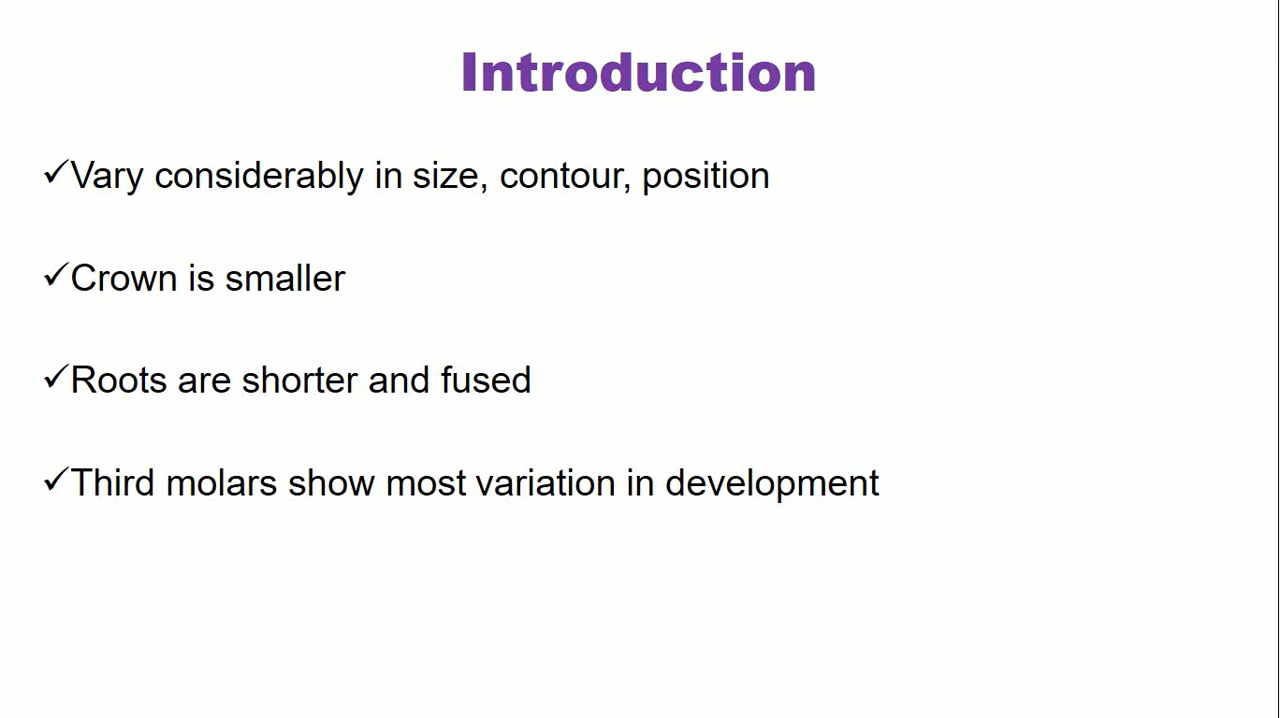 Introduction
✓Vary considerably in size, contour, position
✓Crown is smaller
✓Roots are shorter and fused
✓Third molars show most variation in development